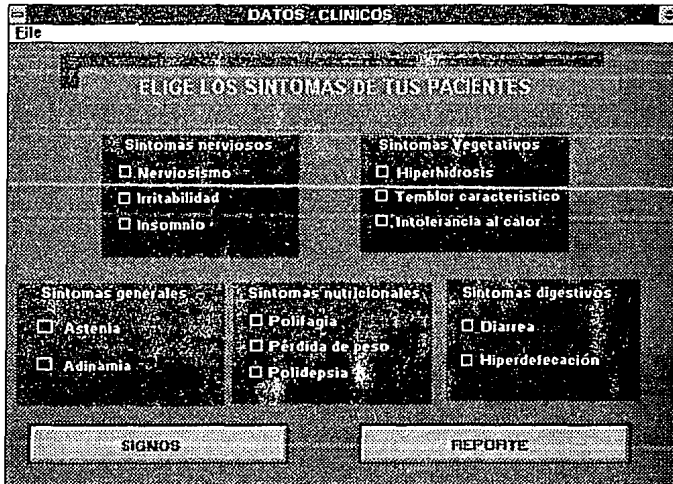 DATOS CLINICOS
File
ELIGE LOS SINTOMAS DE TUS PACIENTES
Sintomas nerviosos
Nerviosismo
Irritabilidad
Insomnio
Sintomas Vegetativos
Hiperhidrosis
Temblor caracteristico
Intolerancia al calor
Sintomas generales
Astenia
Adinamia
Sintomas nutricionales
Polifagia
Pérdida de peso
Polidepsia
Sintomas digestivos
Diarrea
Hiperdefecación
SIGNOS
REPORTE